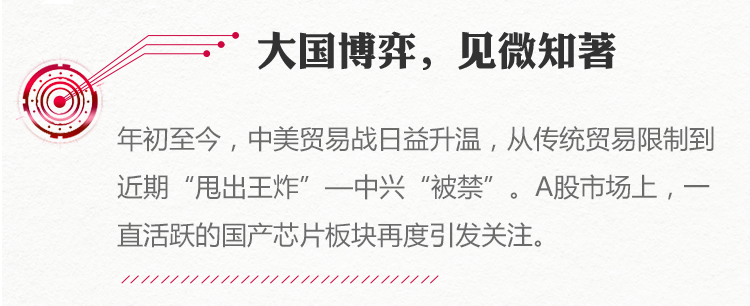 大国博弈，见微知著
年初至今，中美贸易战日益升温，从传统贸易限制到
近期“甩出王炸”—中兴“被禁”。A股市场上，一
直活跃的国产芯片板块再度引发关注。